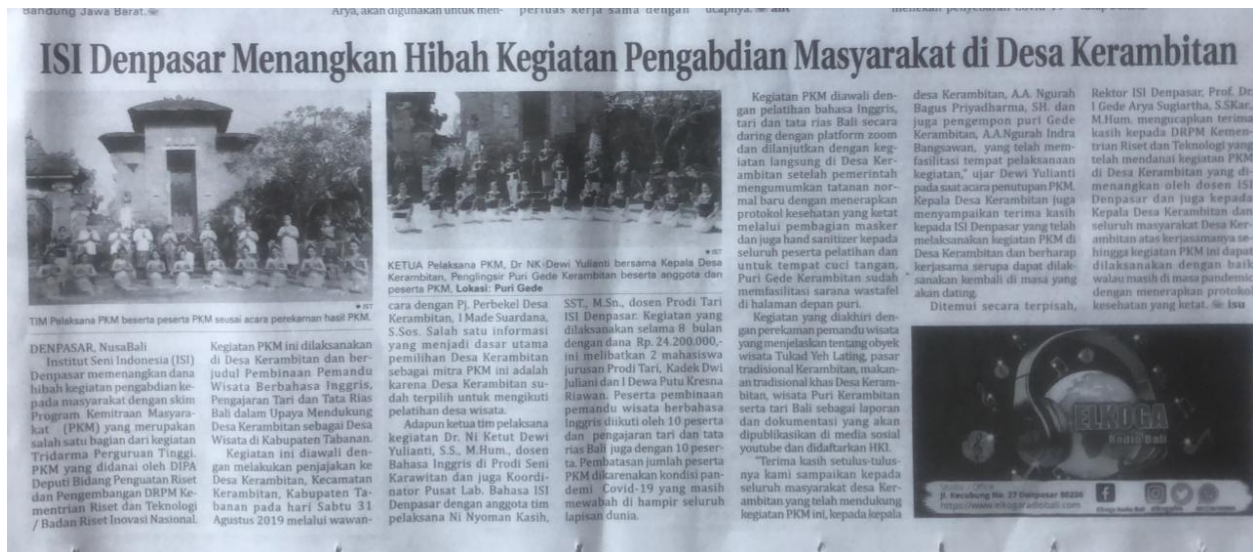 Bandung Jawa Barat.
Arya, akan digunakan untuk men-
perluas kerja sama dengan
ucapnya.
ISI Denpasar Menangkan Hibah Kegiatan Pengabdian Masyarakat di Desa Kerambitan
IST
TIM Pelaksana PKM beserta peserta PKM seusai acara perekaman hasil PKM.
IST
KETUA Pelaksana PKM, Dr NK-Dewi Yulianti bersama Kepala Desa
Kerambitan, Penglingsir Puri Gede Kerambitan beserta anggota dan
peserta PKM, Lokasi: Puri Gede
DENPASAR, NusaBali
Institut Seni Indonesia (ISI)
Denpasar memenangkan dana
hibah kegiatan pengabdian ke-
pada masyarakat dengan skim
Program Kemitraan Masyara-
kat (PKM) yang merupakan
salah satu bagian dari kegiatan
Tridarma Perguruan Tinggi.
PKM yang didanai oleh DIPA
Deputi Bidang Penguatan Riset
dan Pengembangan DRPM Ke-
mentrian Riset dan Teknologi
/ Badan Riset Inovasi Nasional.
Kegiatan PKM ini dilaksanakan
di Desa Kerambitan dan ber-
judul Pembinaan Pemandu
Wisata Berbahasa Inggris,
Pengajaran Tari dan Tata Rias
Bali dalam Upaya Mendukung
Desa Kerambitan sebagai Desa
Wisata di Kabupaten Tabanan.
Kegiatan ini diawali den-
gan melakukan penjajakan ke
Desa Kerambitan, Kecamatan
Kerambitan, Kabupaten Ta-
banan pada hari Sabtu 31
Agustus 2019 melalui wawan-
cara dengan Pj. Perbekel Desa
Kerambitan, I Made Suardana,
S.Sos. Salah satu informasi
yang menjadi dasar utama
pemilihan Desa Kerambitan
sebagai mitra PKM ini adalah
karena Desa Kerambitan su-
dah terpilih untuk mengikuti
pelatihan desa wisata.
Adapun ketua tim pelaksana
kegiatan Dr. Ni Ketut Dewi
Yulianti, S.S., M.Hum., dosen
Bahasa Inggris di Prodi Seni
Karawitan dan juga Koordi-
nator Pusat Lab. Bahasa ISI
Denpasar dengan anggota tim
pelaksana Ni Nyoman Kasih,
SST., M.Sn., dosen Prodi Tari
ISI Denpasar. Kegiatan yang
dilaksanakan selama 8 bulan
dengan dana Rp. 24.200.000,-
ini melibatkan 2 mahasiswa
jurusan Prodi Tari, Kadek Dwi
Juliani dan I Dewa Putu Kresna
Riawan. Peserta pembinaan
pemandu wisata berbahasa
Inggris diikuti oleh 10 peserta
dan pengajaran tari dan tata
rias Bali juga dengan 10 peser-
ta. Pembatasan jumlah peserta
PKM dikarenakan kondisi pan-
demi Covid-19 yang masih
mewabah di hampir seluruh
lapisan dunia.
Kegiatan PKM diawali den-
gan pelatihan bahasa Inggris,
tari dan tata rias Bali secara
daring dengan platform zoom
dan dilanjutkan dengan keg-
iatan langsung di Desa Ker-
ambitan setelah pemerintah
mengumumkan tatanan nor-
mal baru dengan menerapkan
protokol kesehatan yang ketat
melalui pembagian masker
dan juga hand sanitizer kepada
seluruh peserta pelatihan dan
untuk tempat cuci tangan,
Puri Gede Kerambitan sudah
memfasilitasi sarana wastafel
di halaman depan puri.
Kegiatan yang diakhiri den-
gan perekaman pemandu wisata
yang menjelaskan tentang obyek
wisata Tukad Yeh Lating, pasar
tradisional Kerambitan, makan-
an tradisional khas Desa Keram-
bitan, wisata Puri Kerambitan
serta tari Bali sebagai laporan
dan dokumentasi yang akan
dipublikasikan di media sosial
youtube dan didaftarkan HKI.
"Terima kasih setulus-tulus-
nya kami sampaikan kepada
seluruh masyarakat desa Ker-
ambitan yang telah mendukung
kegiatan PKM ini, kepada kepala
desa Kerambitan, A.A. Ngurah
Bagus Priyadharma, SH. dan
juga pengempon puri Gede
Kerambitan, A.A.Ngurah Indra
Bangsawan, yang telah mem-
fasilitasi tempat pelaksanaan
kegiatan," ujar Dewi Yulianti
pada saat acara penutupan PKM.
Kepala Desa Kerambitan juga
menyampaikan terima kasih
kepada ISI Denpasar yang telah
melaksanakan kegiatan PKM di
Desa Kerambitan dan berharap
kerjasama serupa dapat dilak-
sanakan kembali di masa yang
akan dating.
Ditemui secara terpisah,
Rektor ISI Denpasar, Prof. Dr.
I Gede Arya Sugiartha, S.SKar.
M.Hum. mengucapkan terima
kasih kepada DRPM Kemen-
trian Riset dan Teknologi yang
telah mendanai kegiatan PKM
di Desa Kerambitan yang di-
menangkan oleh dosen ISI
Denpasar dan juga kepada
Kepala Desa Kerambitan dan
seluruh masyarakat Desa Ker-
ambitan atas kerjasamanya se-
hingga kegiatan PKM ini dapat
dilaksanakan dengan baik
walau masih di masa pandemik
dengan menerapkan protokol
kesehatan yang ketat. isu
ELKOGA
Radio Bali
Studio - Office
jl. Kecubung No. 27 Denpasar 80236
https://www.elkogaradiobali.com
Elkoga Radio Bali